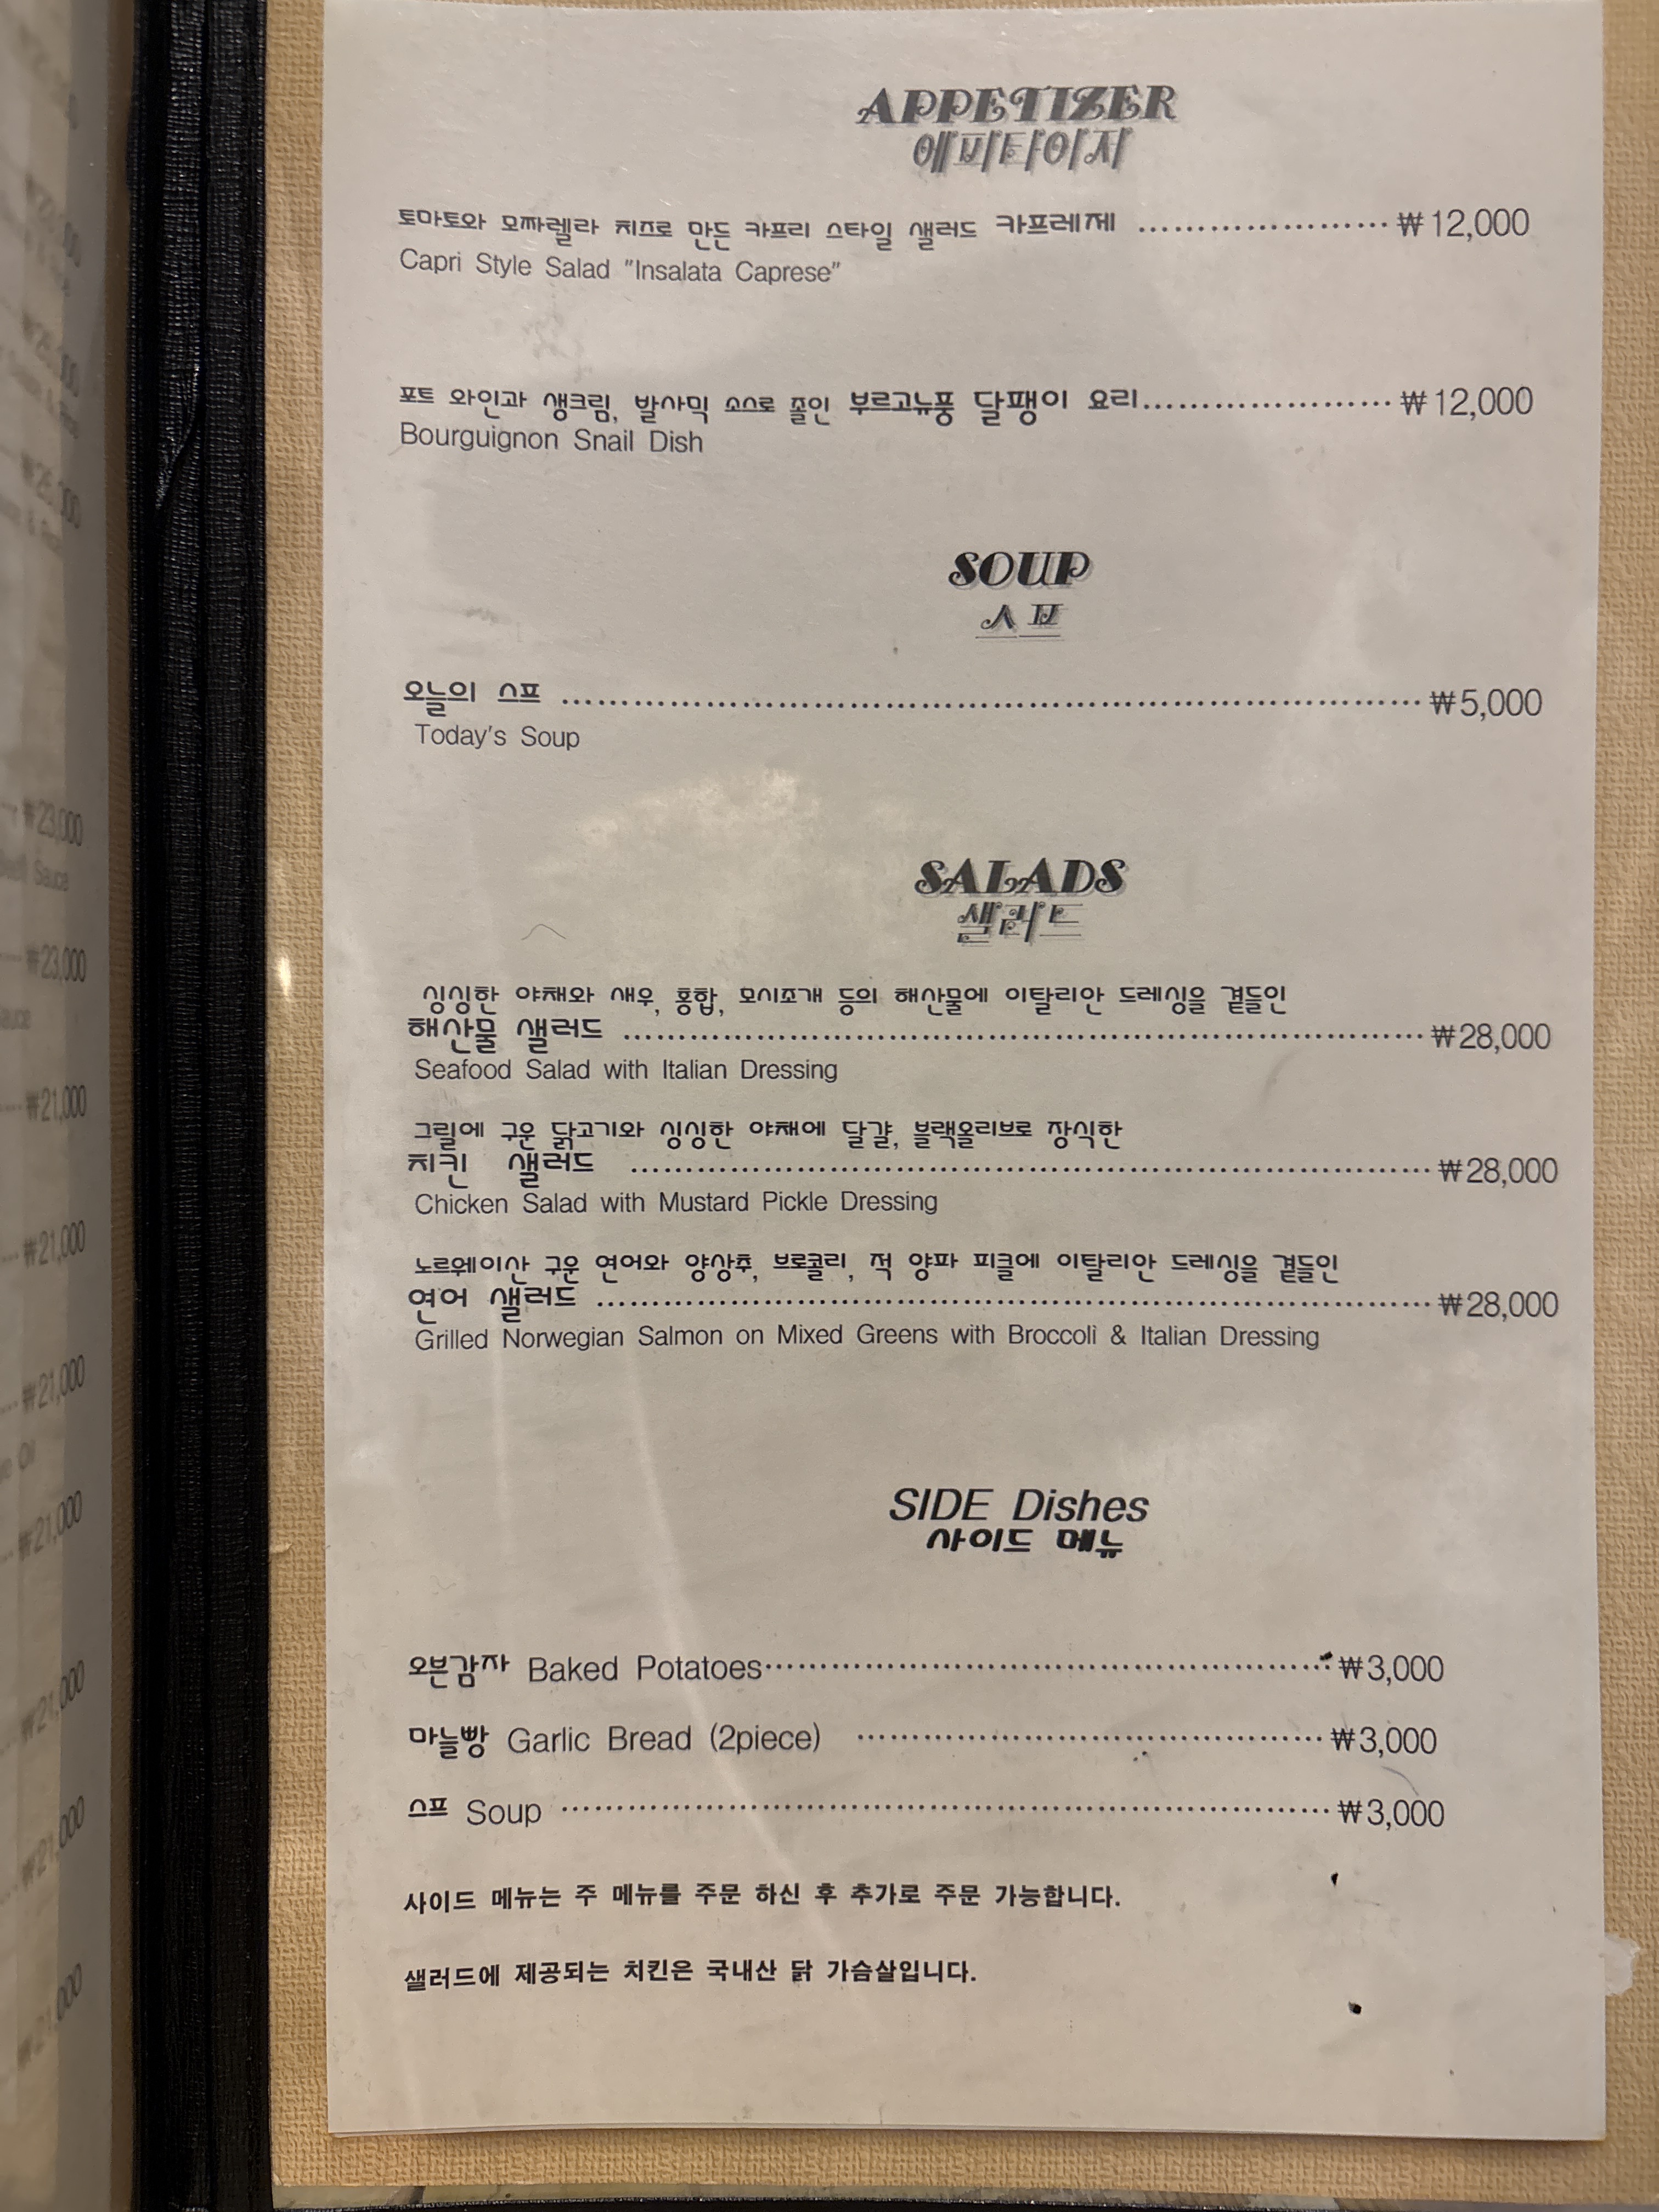 APPETIZER
에피타이저
토마토와 모짜렐라 치즈로 만든 카프리 스타일 샐러드 카프레제 ₩12,000
Capri Style Salad "Insalata Caprese"
포트 와인과 생크림, 발사믹 소스로 졸인 부르고뉴풍 달팽이 요리 ₩12,000
Bourguignon Snail Dish
SOUP
스프
오늘의 스프 ₩5,000
Today's Soup
SALADS
샐러드
싱싱한 야채와 새우, 홍합, 모시조개 등의 해산물에 이탈리안 드레싱을 곁들인
해산물 샐러드 ₩28,000
Seafood Salad with Italian Dressing
그릴에 구운 닭고기와 싱싱한 야채에 달걀, 블랙올리브로 장식한
치킨 샐러드 ₩28,000
Chicken Salad with Mustard Pickle Dressing
노르웨이산 구운 연어와 양상추, 브로콜리, 적 양파 피클에 이탈리안 드레싱을 곁들인
연어 샐러드 ₩28,000
Grilled Norwegian Salmon on Mixed Greens with Broccoli & Italian Dressing
SIDE Dishes
사이드 메뉴
오븐감자 Baked Potatoes ₩3,000
마늘빵 Garlic Bread (2piece) ₩3,000
스프 Soup ₩3,000
사이드 메뉴는 주 메뉴를 주문 하신 후 추가로 주문 가능합니다.
샐러드에 제공되는 치킨은 국내산 닭 가슴살입니다.
₩23,000
Sauce
₩23,000
₩21,000
₩21,000
₩21,000
Oil
₩21,000